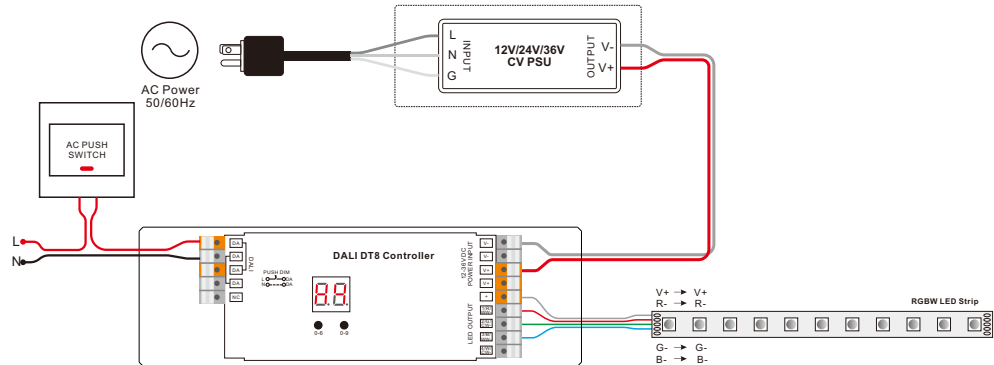 AC Power
50/60Hz
L
N
G
INPUT
12V/24V/36V
CV PSU
OUTPUT
V-
V+
AC PUSH
SWITCH
L
N
DA
DA
DA
DA
NC
DALI
PUSH DIM
L DA
N DA
DALI DT8 Controller
88
0-6 0-9
12-36VDC
POWER INPUT
LED OUTPUT
V-
V-
V+
V+
+
V+ → V+
R- → R-
G- → G-
B- → B-
RGBW LED Strip